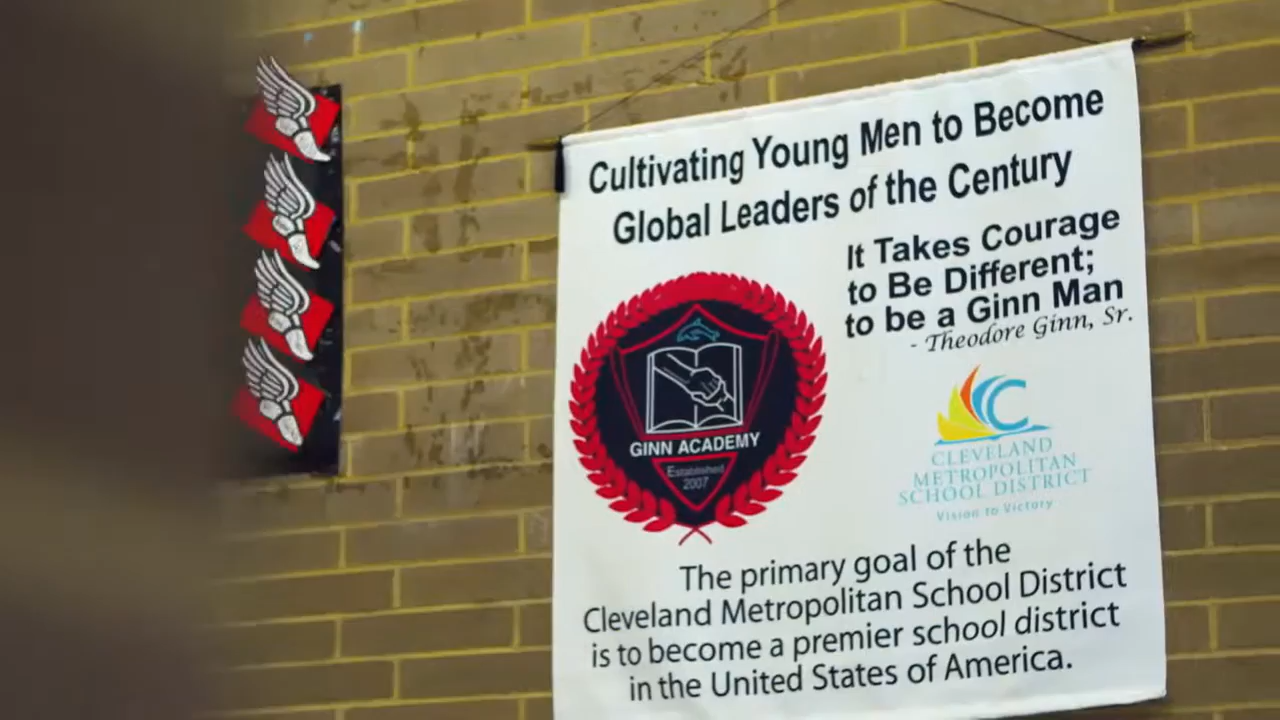 Cultivating Young Men to Become
Global Leaders of the Century
It Takes Courage
to Be Different;
to be a Ginn Man
- Theodore Ginn, Sr.
GINN ACADEMY
Established
2007
C
CLEVELAND
METROPOLITAN
SCHOOL DISTRICT
Vision to Victory
The primary goal of the
Cleveland Metropolitan School District
is to become a premier school district
in the United States of America.